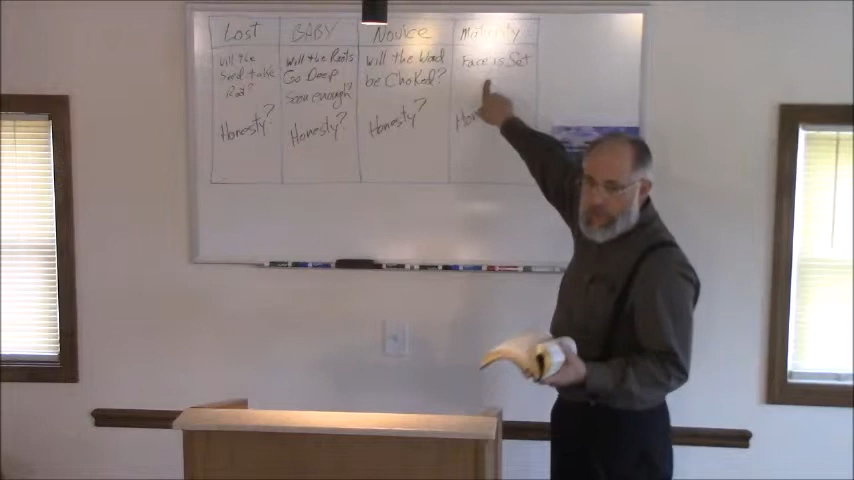 Lost
Will the
Seed take
Root?
Honesty?
BABY
Will the Roots
Go Deep
soon enough?
Honesty?
Novice
Will the Word
be Choked?
Honesty?
Maturity
Face is Set